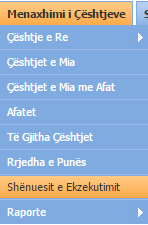 Menaxhimi i Çështjeve
Çështje e Re
Çështjet e Mia
Çështjet e Mia me Afat
Afatet
Të Gjitha Çështjet
Rrjedha e Punës
Shënuesit e Ekzekutimit
Raporte